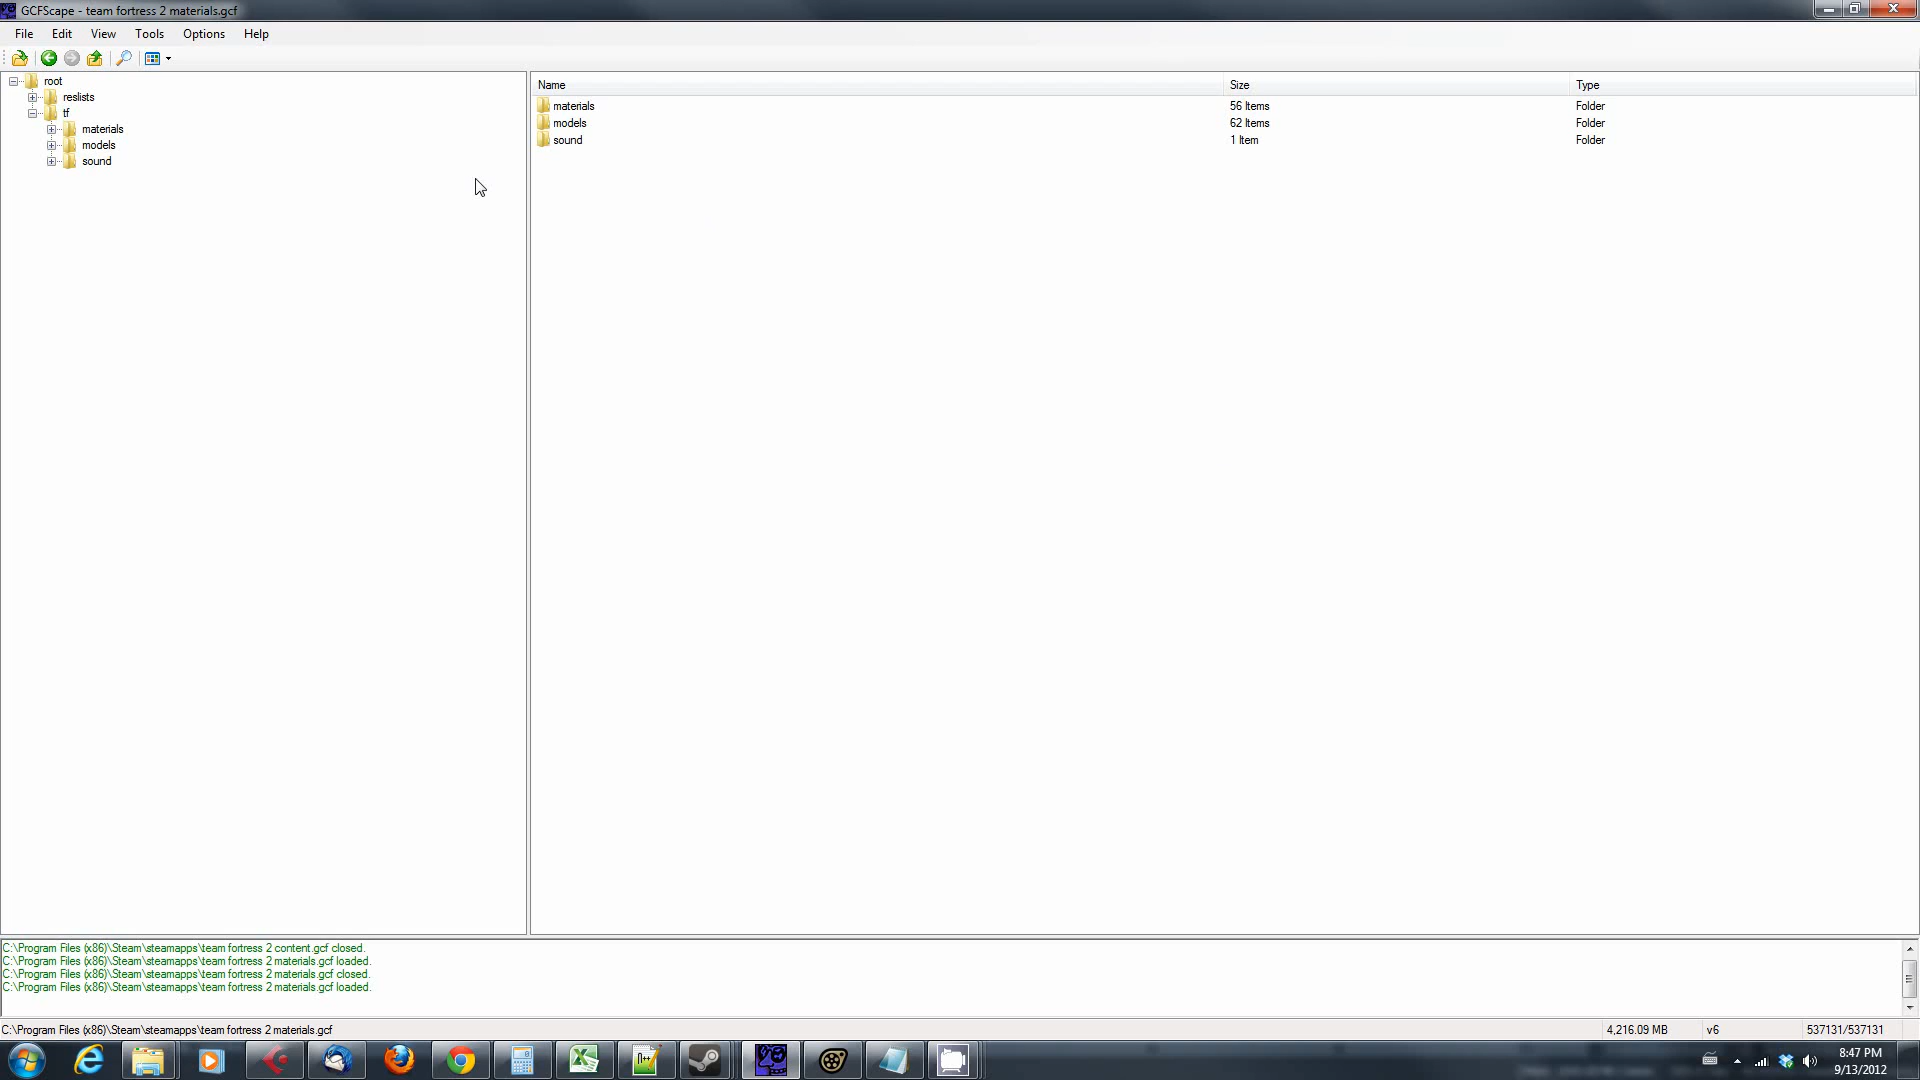 GCFScape - team fortress 2 materials.gcf
File Edit View Tools Options Help
root
reslists
tf
materials
models
sound
Name Size Type
materials 56 Items Folder
models 62 Items Folder
sound 1 Item Folder
C:\Program Files (x86)\Steam\steamapps\team fortress 2 content.gcf closed.
C:\Program Files (x86)\Steam\steamapps\team fortress 2 materials.gcf loaded.
C:\Program Files (x86)\Steam\steamapps\team fortress 2 materials.gcf closed.
C:\Program Files (x86)\Steam\steamapps\team fortress 2 materials.gcf loaded.
C:\Program Files (x86)\Steam\steamapps\team fortress 2 materials.gcf 4,216.09 MB v6 537131/537131
8:47 PM
9/13/2012